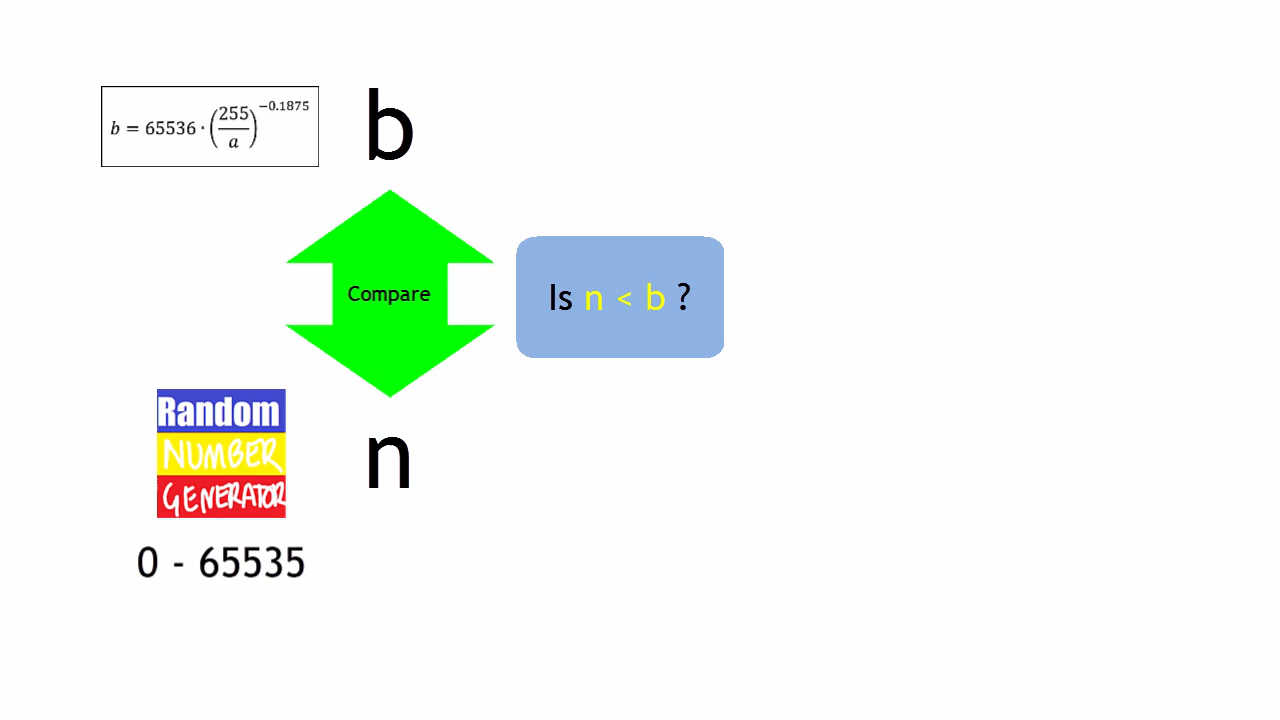 b = 65536 · (255/a)^−0.1875
b
Compare
Is n < b ?
Random
NUMBER
GENERATOR
n
0 - 65535